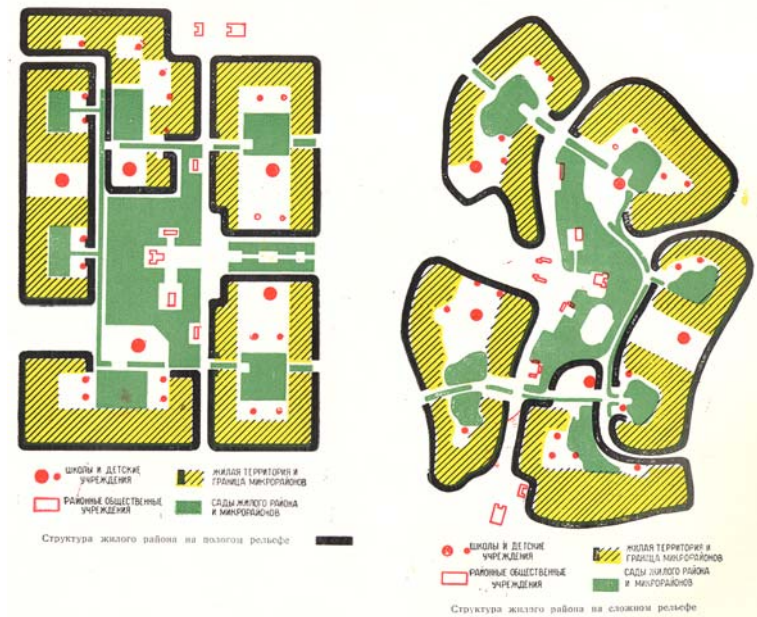 ШКОЛЫ И ДЕТСКИЕ
УЧРЕЖДЕНИЯ
РАЙОННЫЕ ОБЩЕСТВЕННЫЕ
УЧРЕЖДЕНИЯ
ЖИЛАЯ ТЕРРИТОРИЯ И
ГРАНИЦА МИКРОРАЙОНОВ
САДЫ ЖИЛОГО РАЙОНА
И МИКРОРАЙОНОВ
Структура жилого района на пологом рельефе
ШКОЛЫ И ДЕТСКИЕ
УЧРЕЖДЕНИЯ
РАЙОННЫЕ ОБЩЕСТВЕННЫЕ
УЧРЕЖДЕНИЯ
ЖИЛАЯ ТЕРРИТОРИЯ И
ГРАНИЦА МИКРОРАЙОНОВ
САДЫ ЖИЛОГО РАЙОНА
И МИКРОРАЙОНОВ
Структура жилого района на сложном рельефе